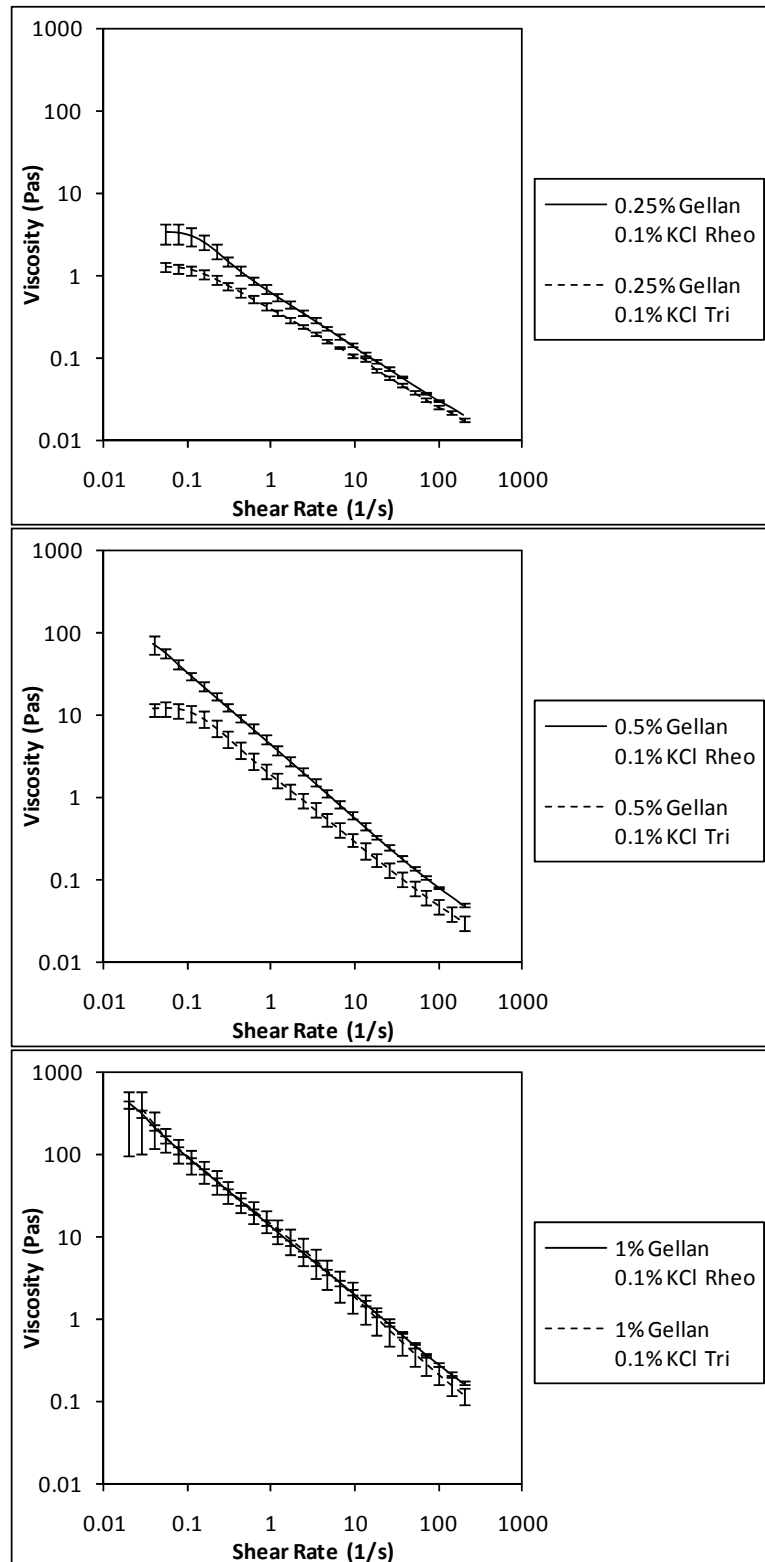 1000
100
10
1
0.1
0.01
Viscosity (Pas)
0.01 0.1 1 10 100 1000
Shear Rate (1/s)
0.25% Gellan
0.1% KCl Rheo
0.25% Gellan
0.1% KCl Tri
1000
100
10
1
0.1
0.01
Viscosity (Pas)
0.01 0.1 1 10 100 1000
Shear Rate (1/s)
0.5% Gellan
0.1% KCl Rheo
0.5% Gellan
0.1% KCl Tri
1000
100
10
1
0.1
0.01
Viscosity (Pas)
0.01 0.1 1 10 100 1000
Shear Rate (1/s)
1% Gellan
0.1% KCl Rheo
1% Gellan
0.1% KCl Tri